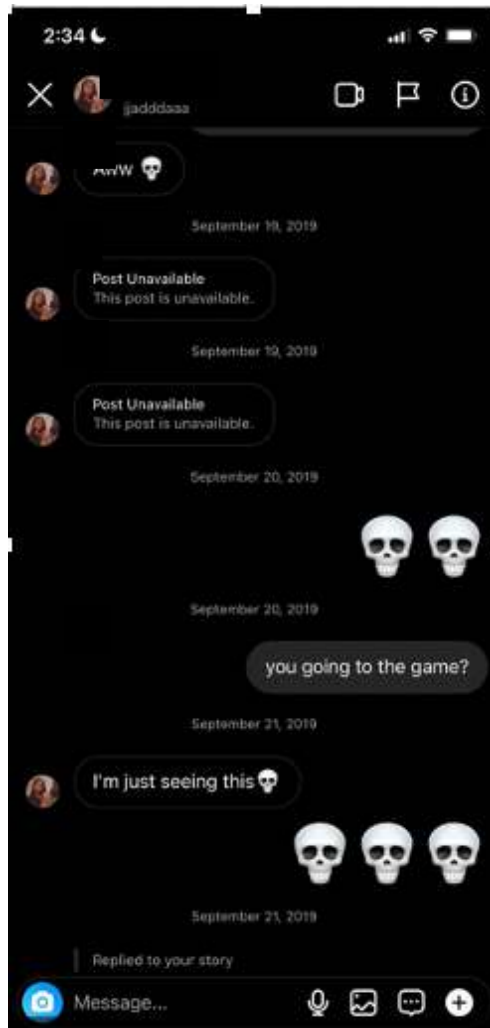 2:34
jjadddaaa
AWW 💀
September 19, 2019
Post Unavailable
This post is unavailable.
September 19, 2019
Post Unavailable
This post is unavailable.
September 20, 2019
💀💀
September 20, 2019
you going to the game?
September 21, 2019
I'm just seeing this💀
💀💀💀
September 21, 2019
Replied to your story
Message...